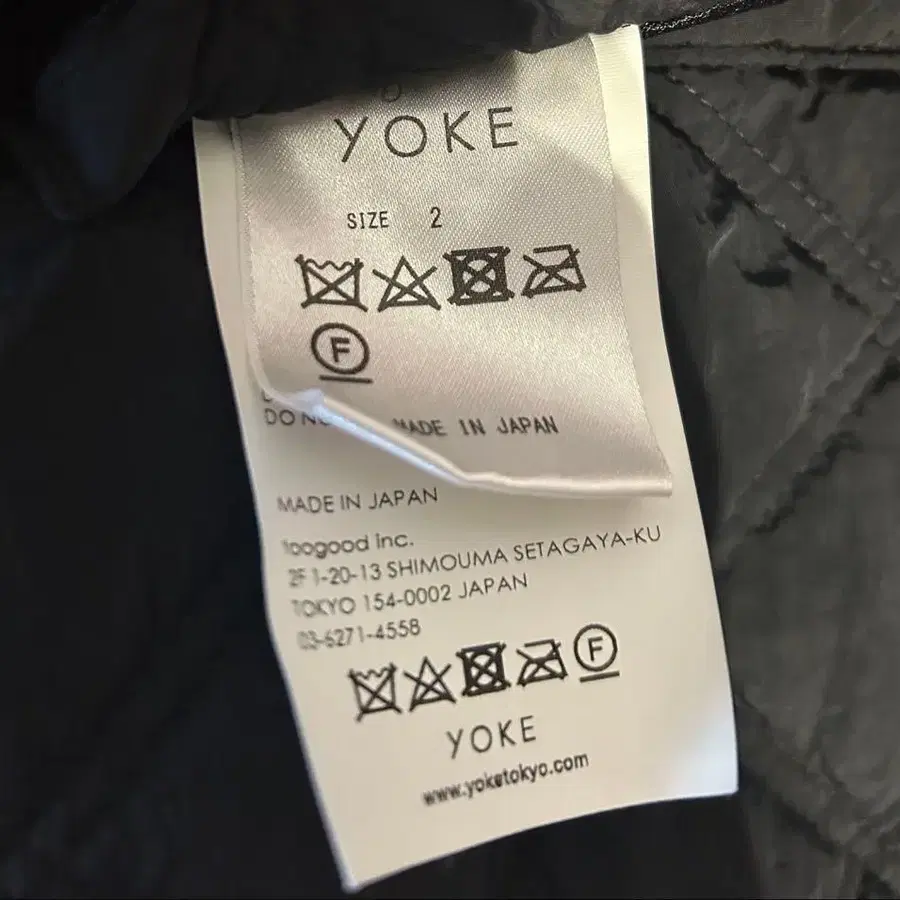 YOKE
SIZE 2
F
DO NO
MADE IN JAPAN
MADE IN JAPAN
toogood inc.
2F 1-20-13 SHIMOUMA SETAGAYA-KU
TOKYO 154-0002 JAPAN
03-6271-4558
F
YOKE
www.yoketokyo.com